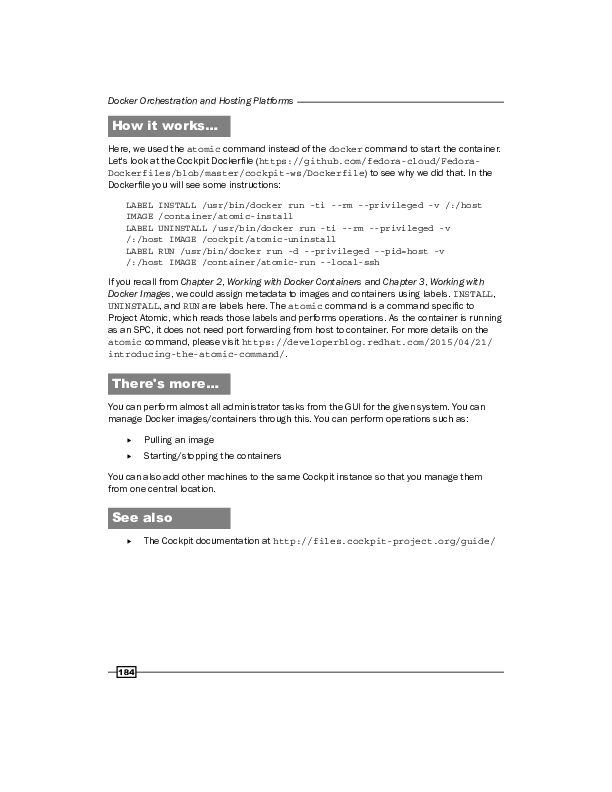 Docker Orchestration and Hosting Platforms
How it works...
Here, we used the atomic command instead of the docker command to start the container.
Let's look at the Cockpit Dockerfile (https://github.com/fedora-cloud/Fedora-
Dockerfiles/blob/master/cockpit-ws/Dockerfile) to see why we did that. In the
Dockerfile you will see some instructions:
LABEL INSTALL /usr/bin/docker run -ti --rm --privileged -v /:/host
IMAGE /container/atomic-install
LABEL UNINSTALL /usr/bin/docker run -ti --rm --privileged -v
/:/host IMAGE /cockpit/atomic-uninstall
LABEL RUN /usr/bin/docker run -d --privileged --pid=host -v
/:/host IMAGE /container/atomic-run --local-ssh
If you recall from Chapter 2, Working with Docker Containers and Chapter 3, Working with
Docker Images, we could assign metadata to images and containers using labels. INSTALL,
UNINSTALL, and RUN are labels here. The atomic command is a command specific to
Project Atomic, which reads those labels and performs operations. As the container is running
as an SPC, it does not need port forwarding from host to container. For more details on the
atomic command, please visit https://developerblog.redhat.com/2015/04/21/
introducing-the-atomic-command/.
There's more...
You can perform almost all administrator tasks from the GUI for the given system. You can
manage Docker images/containers through this. You can perform operations such as:
▸ Pulling an image
▸ Starting/stopping the containers
You can also add other machines to the same Cockpit instance so that you manage them
from one central location.
See also
▸ The Cockpit documentation at http://files.cockpit-project.org/guide/
184